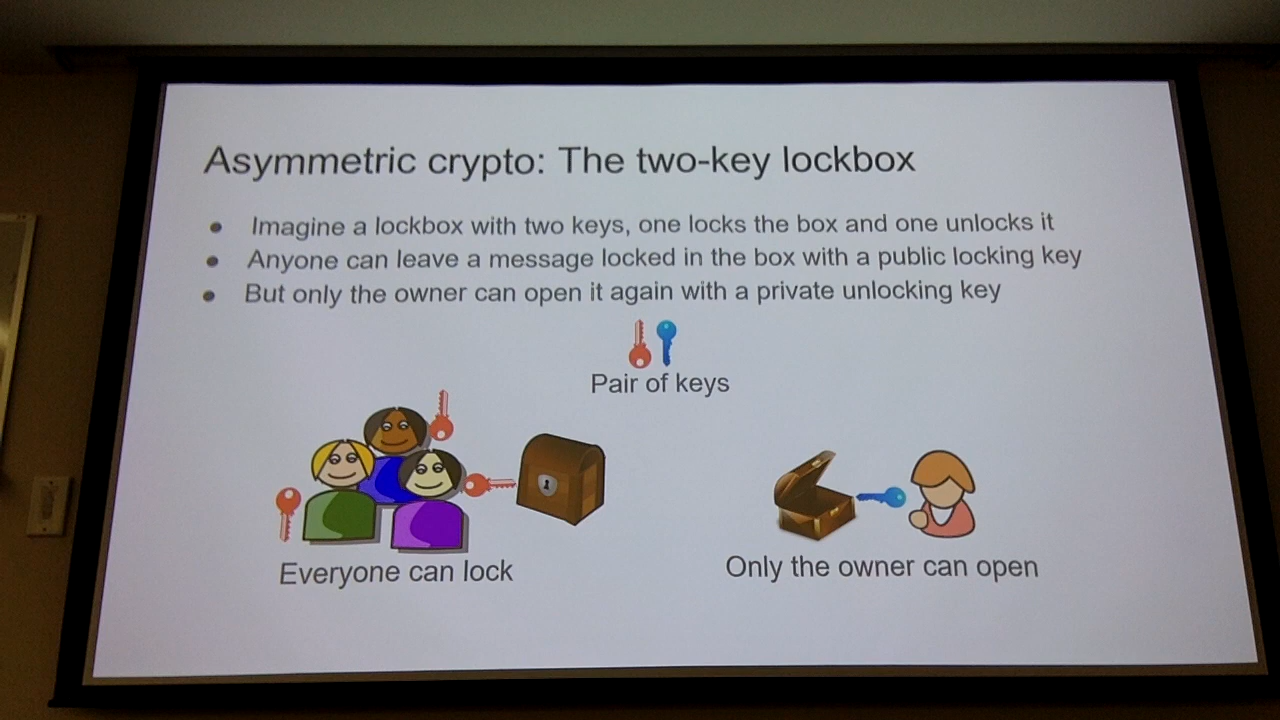 Asymmetric crypto: The two-key lockbox
● Imagine a lockbox with two keys, one locks the box and one unlocks it
● Anyone can leave a message locked in the box with a public locking key
● But only the owner can open it again with a private unlocking key
Pair of keys
Everyone can lock
Only the owner can open